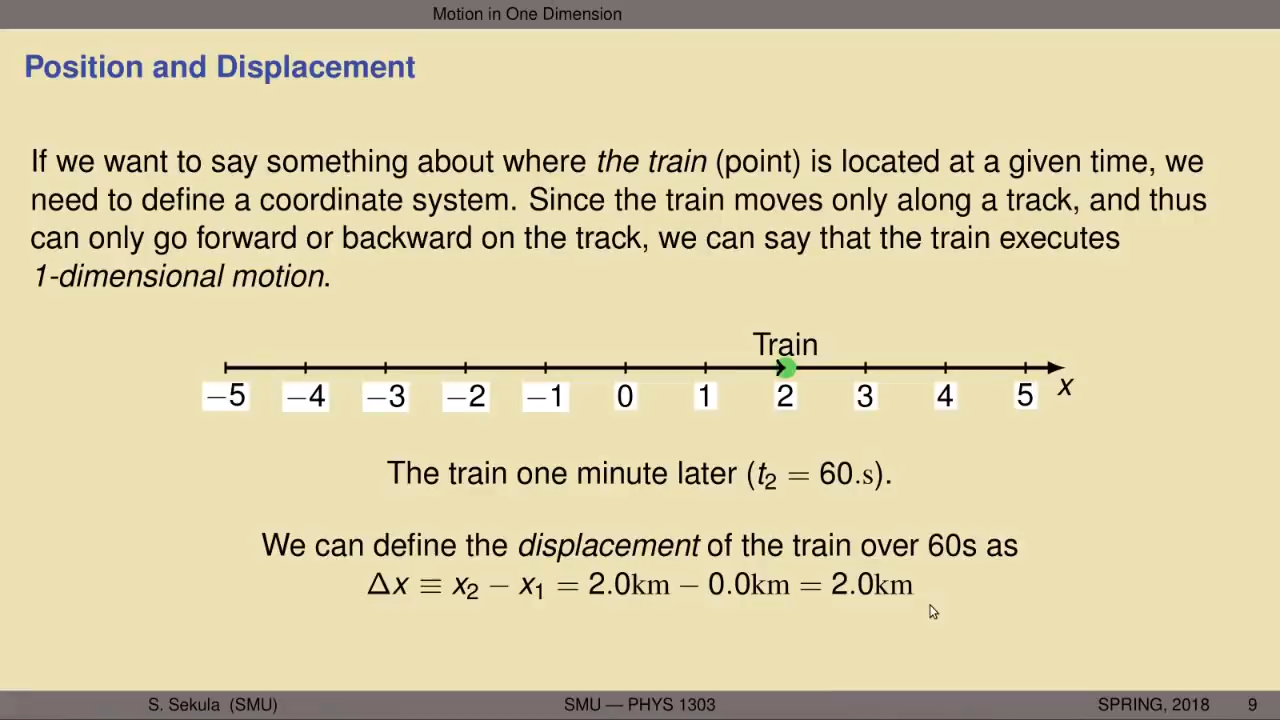 Motion in One Dimension
Position and Displacement
If we want to say something about where the train (point) is located at a given time, we
need to define a coordinate system. Since the train moves only along a track, and thus
can only go forward or backward on the track, we can say that the train executes
1-dimensional motion.
Train
−5 −4 −3 −2 −1 0 1 2 3 4 5 x
The train one minute later (t₂ = 60.s).
We can define the displacement of the train over 60s as
Δx ≡ x₂ − x₁ = 2.0km − 0.0km = 2.0km
S. Sekula (SMU) SMU — PHYS 1303 SPRING, 2018 9